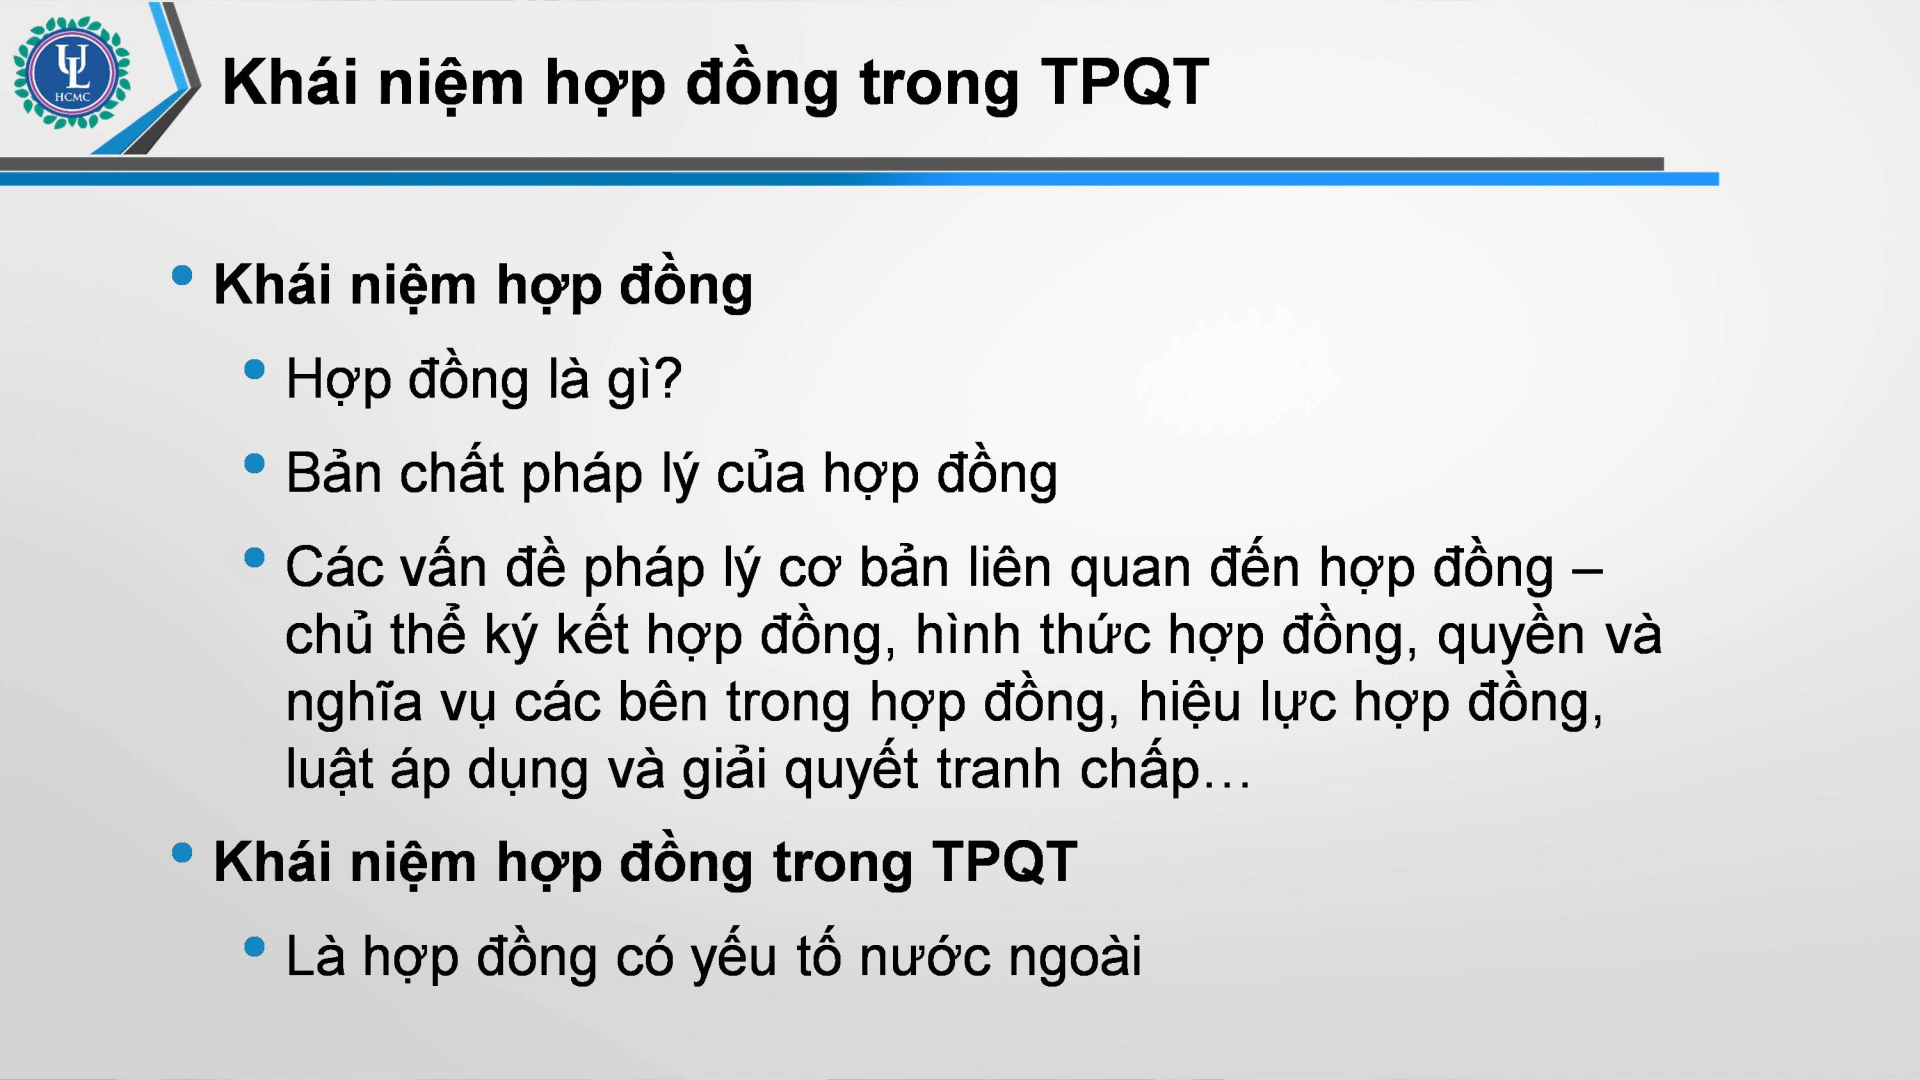 UL
HCMC
Khái niệm hợp đồng trong TPQT
• Khái niệm hợp đồng
• Hợp đồng là gì?
• Bản chất pháp lý của hợp đồng
• Các vấn đề pháp lý cơ bản liên quan đến hợp đồng –
chủ thể ký kết hợp đồng, hình thức hợp đồng, quyền và
nghĩa vụ các bên trong hợp đồng, hiệu lực hợp đồng,
luật áp dụng và giải quyết tranh chấp…
• Khái niệm hợp đồng trong TPQT
• Là hợp đồng có yếu tố nước ngoài